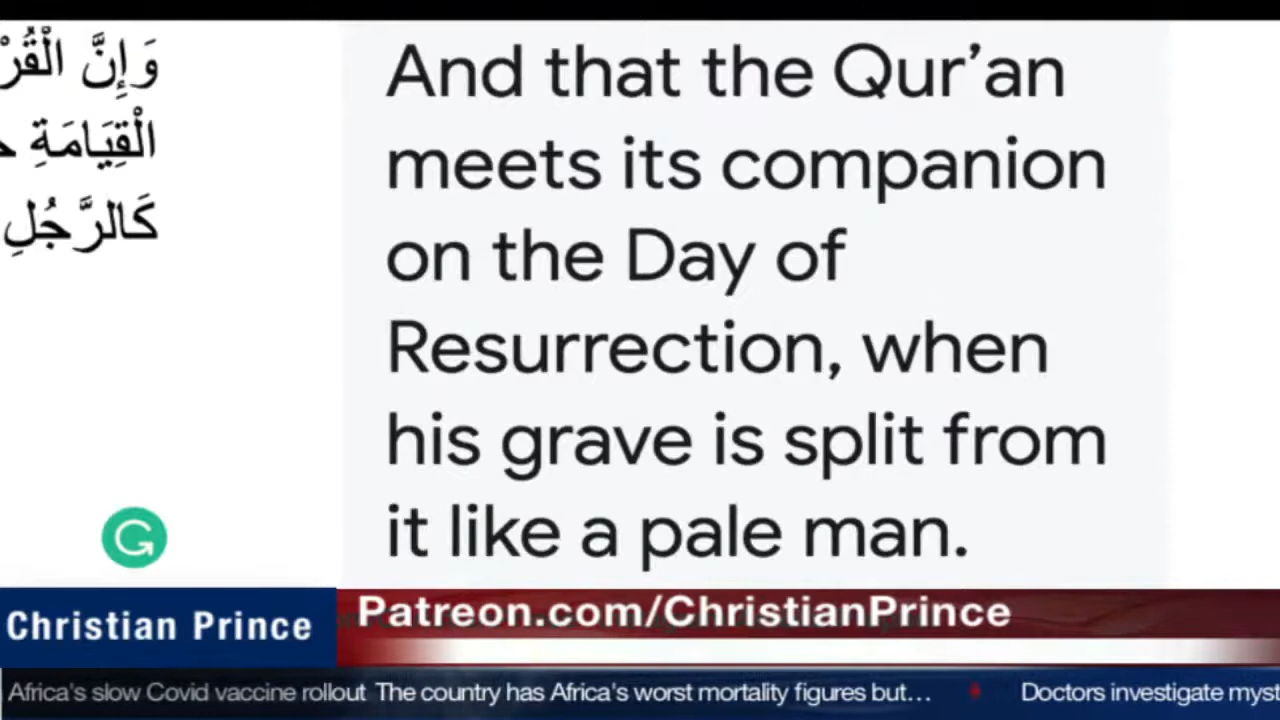 وَإِنَّ
الْقِيَامَةِ
كَالرَّجُلِ
And that the Qur’an
meets its companion
on the Day of
Resurrection, when
his grave is split from
it like a pale man.
Christian Prince
Patreon.com/ChristianPrince
Africa's slow Covid vaccine rollout The country has Africa's worst mortality figures but... Doctors investigate